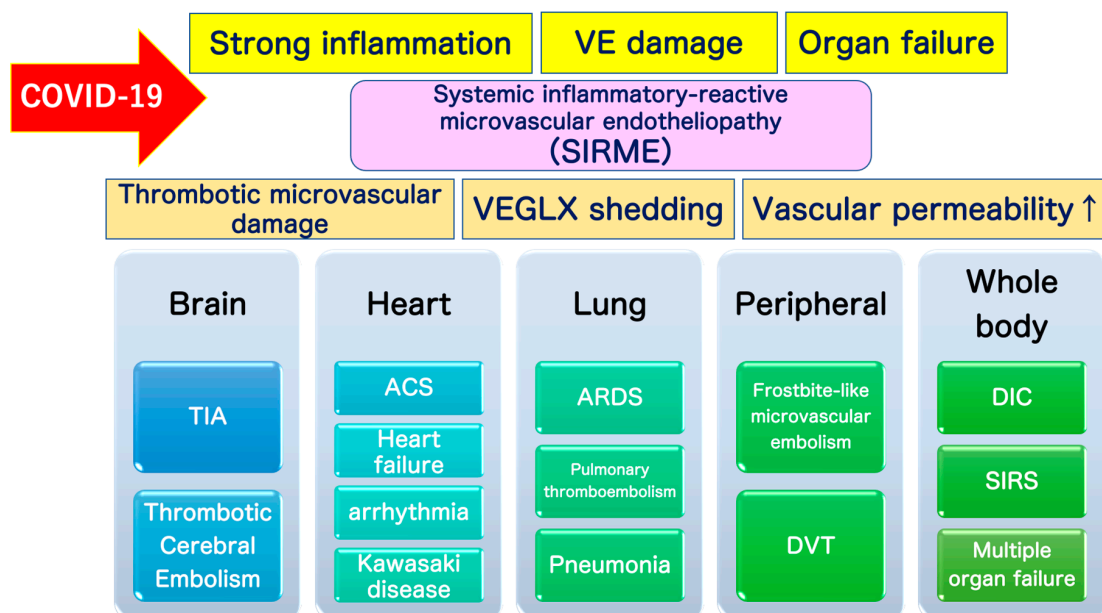 Strong inflammation
VE damage
Organ failure
COVID-19
Systemic inflammatory-reactive
microvascular endotheliopathy
(SIRME)
Thrombotic microvascular
damage
VEGLX shedding
Vascular permeability ↑
Brain
TIA
Thrombotic
Cerebral
Embolism
Heart
ACS
Heart
failure
arrhythmia
Kawasaki
disease
Lung
ARDS
Pulmonary
thromboembolism
Pneumonia
Peripheral
Frostbite-like
microvascular
embolism
DVT
Whole
body
DIC
SIRS
Multiple
organ failure